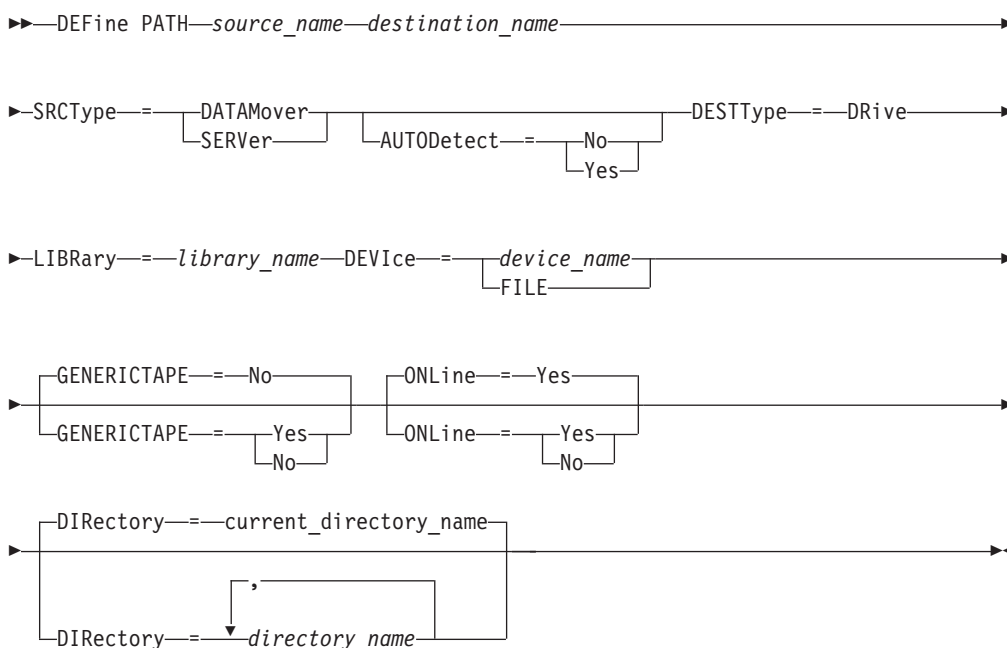 DEFine PATH source_name destination_name
SRCType = DATAMover DESTType = DRive
SERVer AUTODetect = No
Yes
LIBRary = library_name DEVIce = device_name
FILE
GENERICTAPE = No ONLine = Yes
GENERICTAPE = Yes ONLine = Yes
No No
DIRectory = current_directory_name
,
DIRectory = directory_name